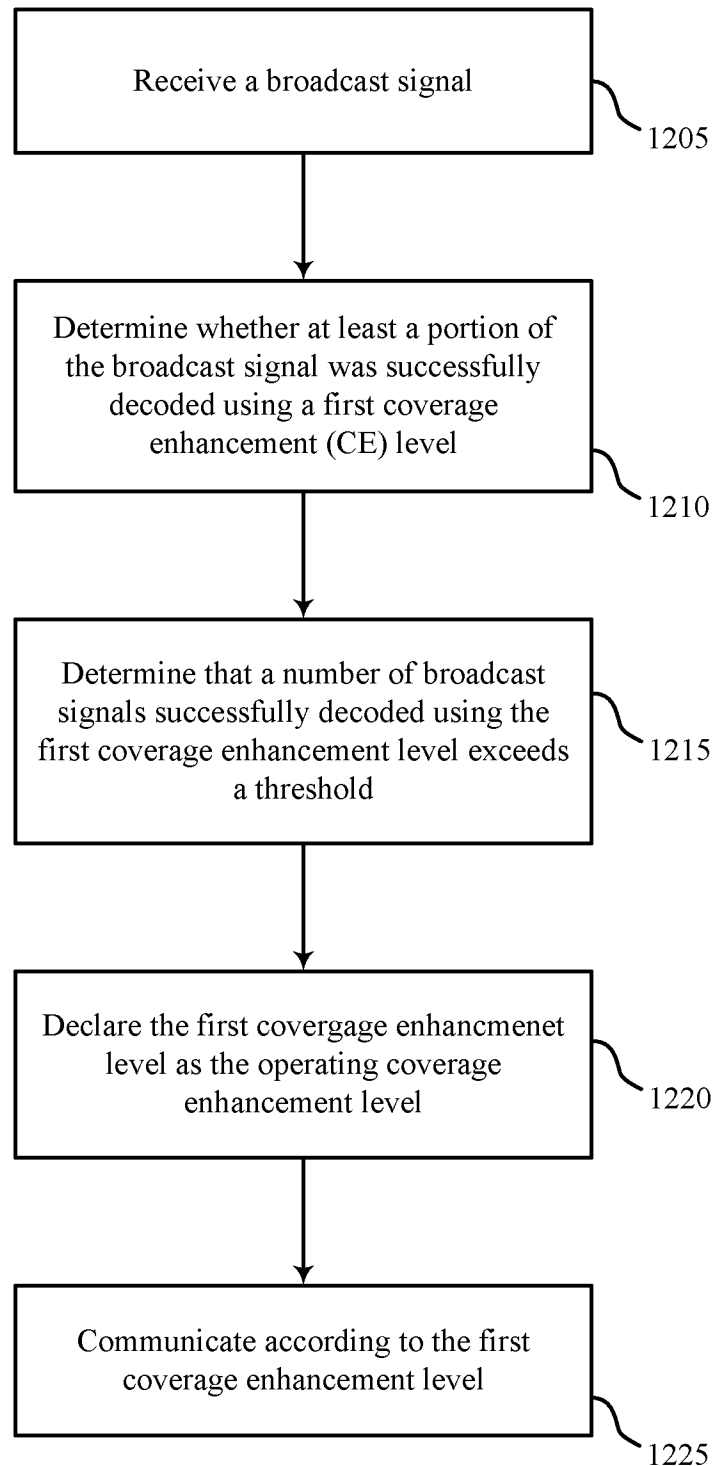 Receive a broadcast signal
1205
Determine whether at least a portion of
the broadcast signal was successfully
decoded using a first coverage
enhancement (CE) level
1210
Determine that a number of broadcast
signals successfully decoded using the
first coverage enhancement level exceeds
a threshold
1215
Declare the first covergage enhancmenet
level as the operating coverage
enhancement level
1220
Communicate according to the first
coverage enhancement level
1225